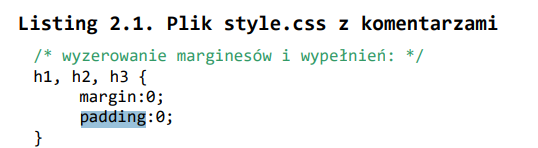 Listing 2.1. Plik style.css z komentarzami
/* wyzerowanie marginesów i wypełnień: */
h1, h2, h3 {
margin:0;
padding:0;
}